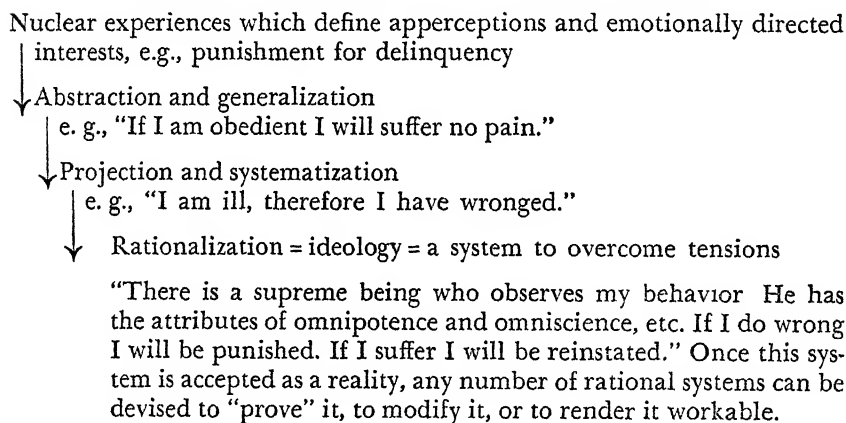 Nuclear experiences which define apperceptions and emotionally directed
interests, e.g., punishment for delinquency
Abstraction and generalization
e. g., "If I am obedient I will suffer no pain."
Projection and systematization
e. g., "I am ill, therefore I have wronged."
Rationalization = ideology = a system to overcome tensions
"There is a supreme being who observes my behavior He has
the attributes of omnipotence and omniscience, etc. If I do wrong
I will be punished. If I suffer I will be reinstated." Once this sys-
tem is accepted as a reality, any number of rational systems can be
devised to "prove" it, to modify it, or to render it workable.